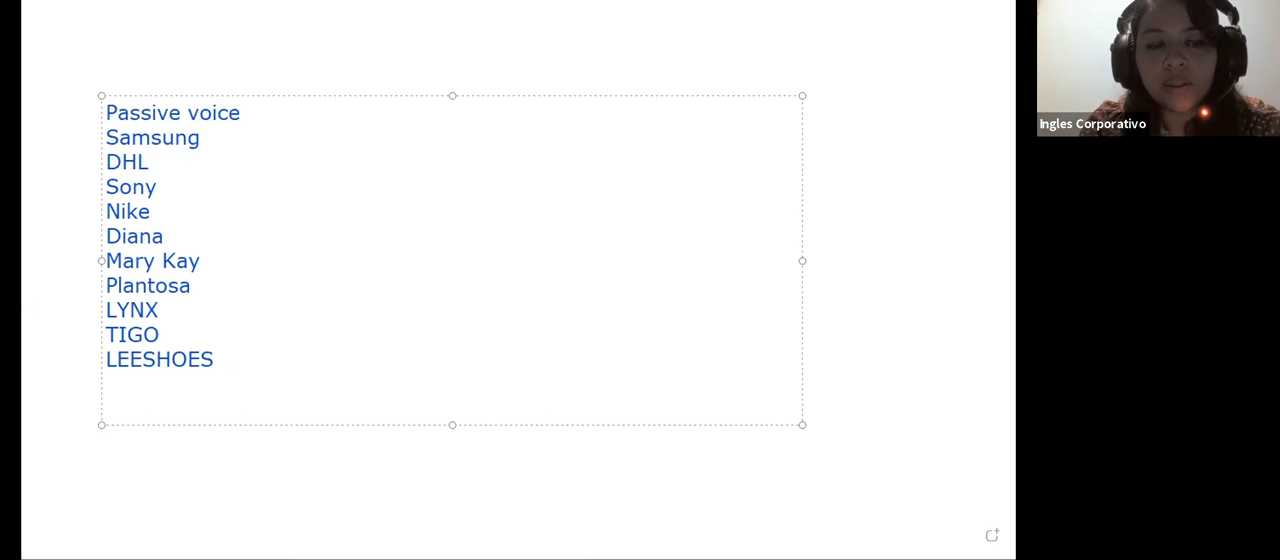 Passive voice
Samsung
DHL
Sony
Nike
Diana
Mary Kay
Plantosa
LYNX
TIGO
LEESHOES
Ingles Corporativo